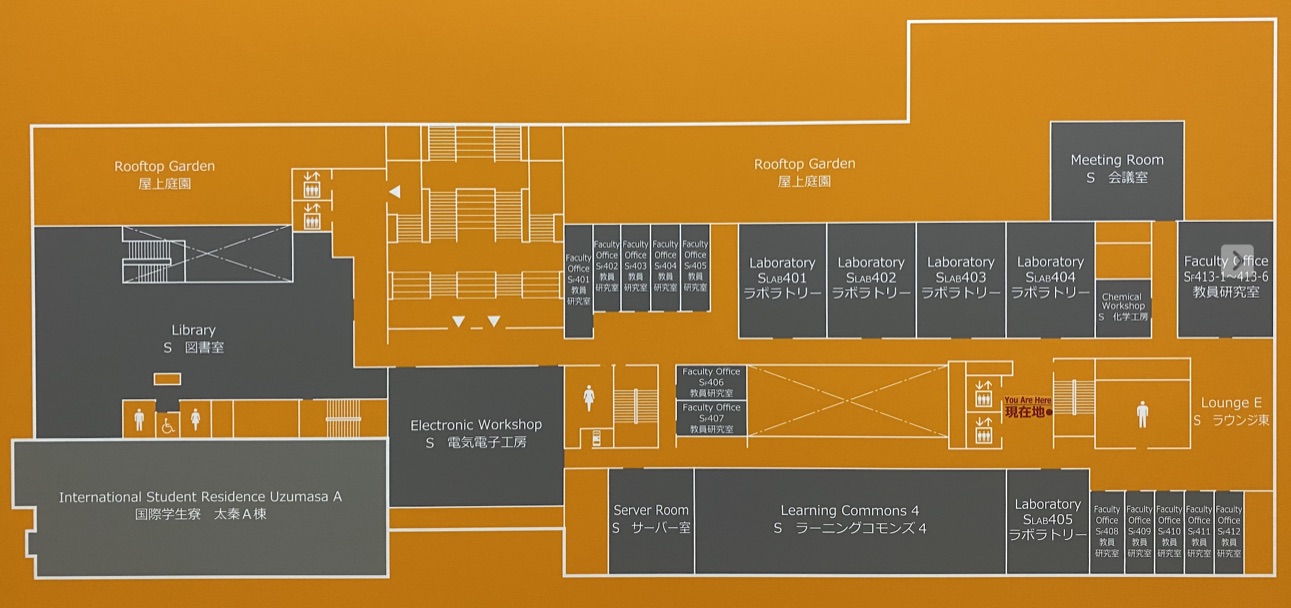 Rooftop Garden
屋上庭園
Rooftop Garden
屋上庭園
Meeting Room
S 会議室
Faculty
Office
SF401
教員
研究室
Faculty
Office
SF402
教員
研究室
Faculty
Office
SF403
教員
研究室
Faculty
Office
SF404
教員
研究室
Faculty
Office
SF405
教員
研究室
Laboratory
SLAB401
ラボラトリー
Laboratory
SLAB402
ラボラトリー
Laboratory
SLAB403
ラボラトリー
Laboratory
SLAB404
ラボラトリー
Chemical
Workshop
S 化学工房
Faculty Office
SF413-1~413-6
教員研究室
Library
S 図書室
Faculty Office
SF406
教員研究室
Faculty Office
SF407
教員研究室
You Are Here
現在地
Lounge E
S ラウンジ東
Electronic Workshop
S 電気電子工房
International Student Residence Uzumasa A
国際学生寮 太秦A棟
Server Room
S サーバー室
Learning Commons 4
S ラーニングコモンズ4
Laboratory
SLAB405
ラボラトリー
Faculty
Office
SF408
教員
研究室
Faculty
Office
SF409
教員
研究室
Faculty
Office
SF410
教員
研究室
Faculty
Office
SF411
教員
研究室
Faculty
Office
SF412
教員
研究室